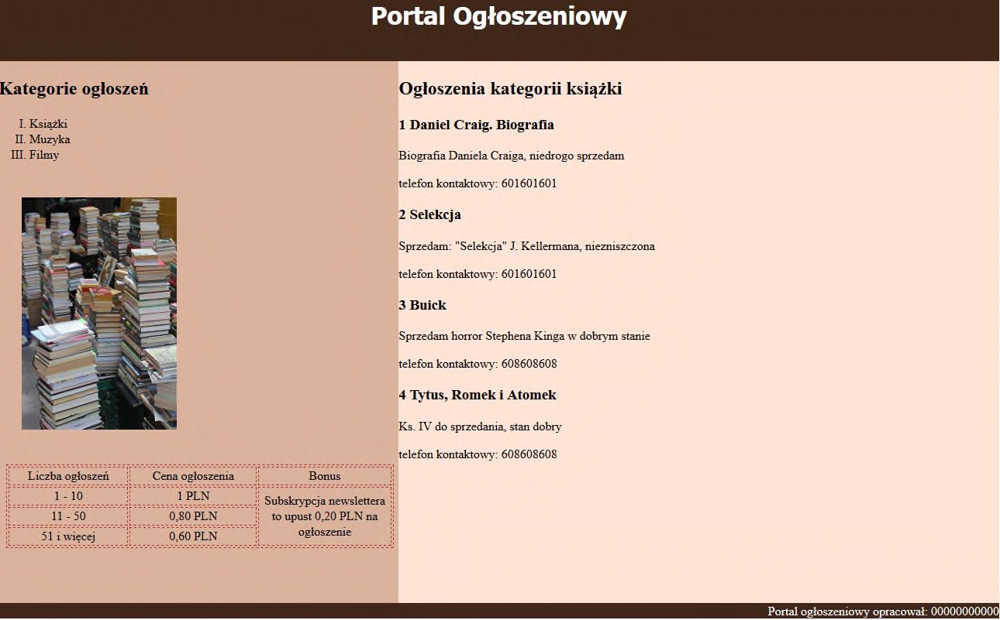 Portal Ogłoszeniowy
Kategorie ogłoszeń
I. Książki
II. Muzyka
III. Filmy
Liczba ogłoszeń Cena ogłoszenia Bonus
1 - 10 1 PLN
11 - 50 0,80 PLN
51 i więcej 0,60 PLN
Subskrypcja newslettera
to upust 0,20 PLN na
ogłoszenie
Ogłoszenia kategorii książki
1 Daniel Craig. Biografia
Biografia Daniela Craiga, niedrogo sprzedam
telefon kontaktowy: 601601601
2 Selekcja
Sprzedam: "Selekcja" J. Kellermana, niezniszczona
telefon kontaktowy: 601601601
3 Buick
Sprzedam horror Stephena Kinga w dobrym stanie
telefon kontaktowy: 608608608
4 Tytus, Romek i Atomek
Ks. IV do sprzedania, stan dobry
telefon kontaktowy: 608608608
Portal ogłoszeniowy opracował: 00000000000